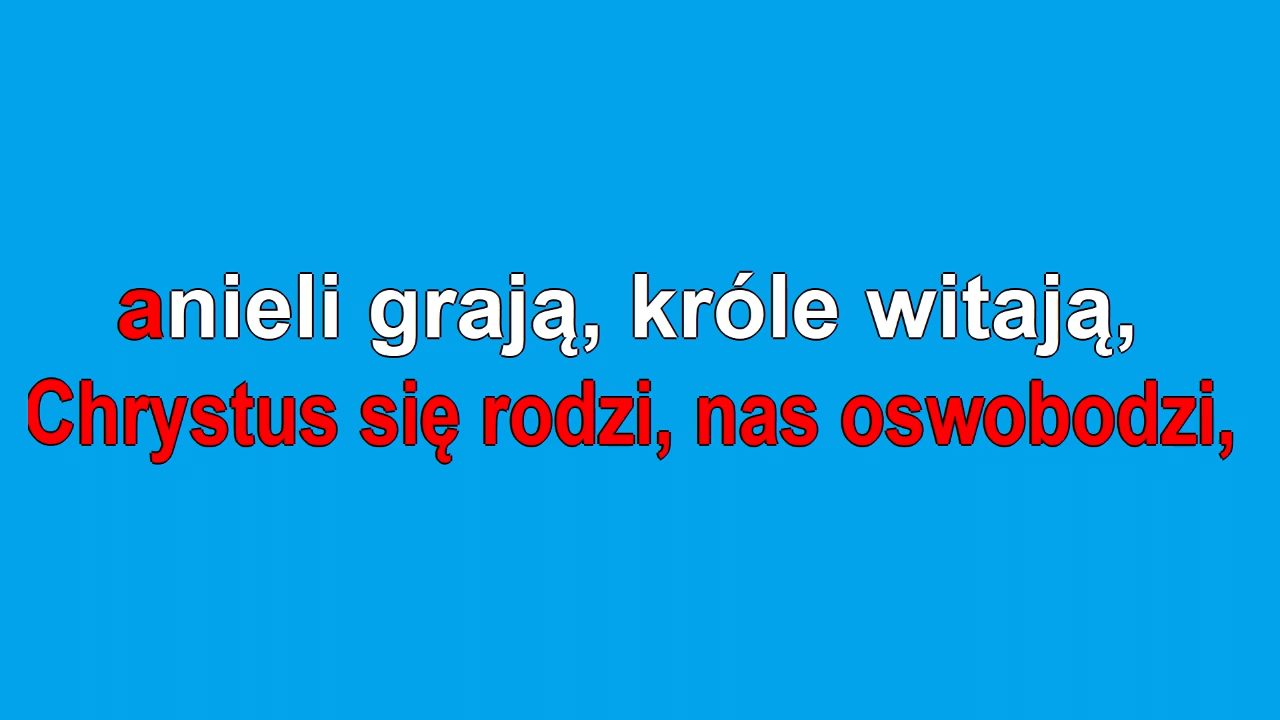 anieli grają, króle witają,
Chrystus się rodzi, nas oswobodzi,